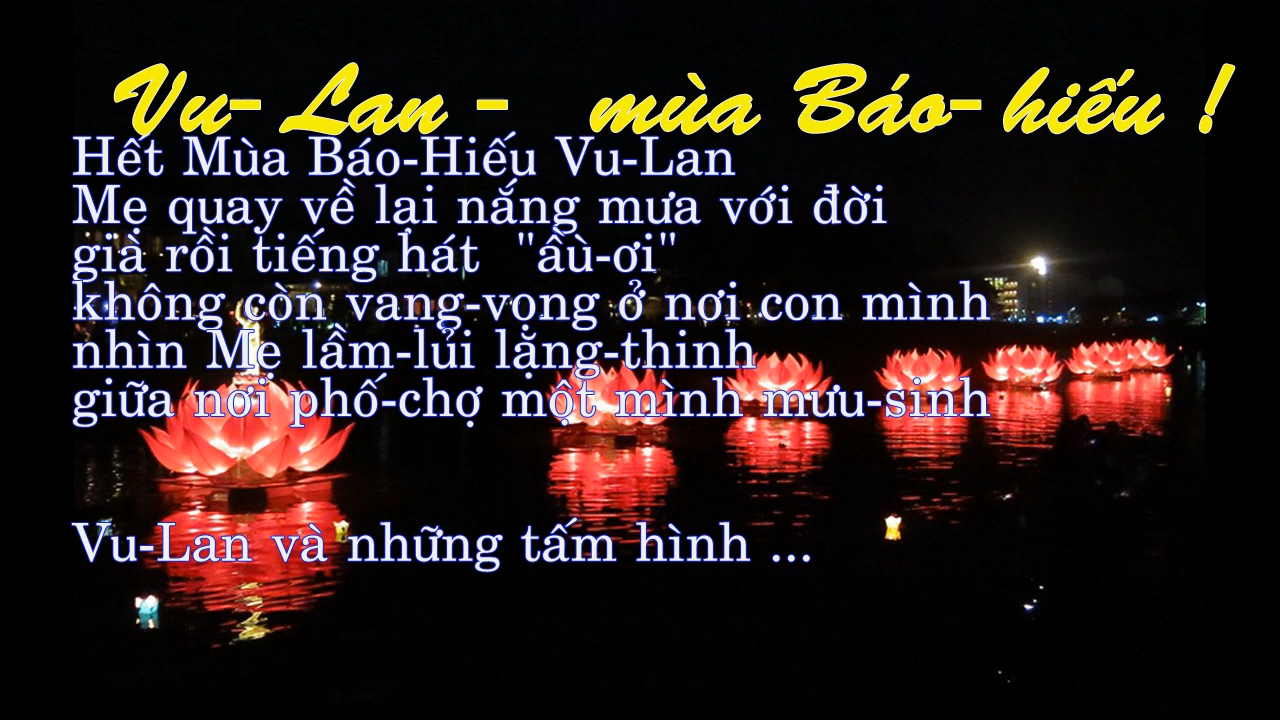 Vu- Lan - mùa Báo- hiếu !
Hết Mùa Báo-Hiếu Vu-Lan
Mẹ quay về lại nắng mưa với đời
già rồi tiếng hát "ầù-ơi"
không còn vang-vọng ở nơi con mình
nhìn Mẹ lầm-lủi lặng-thinh
giữa nơi phố-chợ một mình mưu-sinh
Vu-Lan và những tấm hình ...